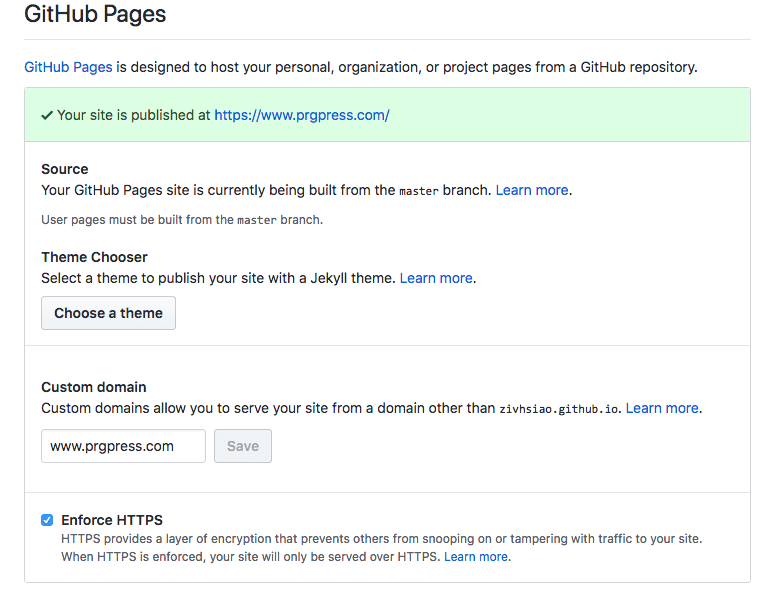 GitHub Pages
GitHub Pages is designed to host your personal, organization, or project pages from a GitHub repository.
✓ Your site is published at https://www.prgpress.com/
Source
Your GitHub Pages site is currently being built from the master branch. Learn more.
User pages must be built from the master branch.
Theme Chooser
Select a theme to publish your site with a Jekyll theme. Learn more.
Choose a theme
Custom domain
Custom domains allow you to serve your site from a domain other than zivhsiao.github.io. Learn more.
www.prgpress.com Save
Enforce HTTPS
HTTPS provides a layer of encryption that prevents others from snooping on or tampering with traffic to your site.
When HTTPS is enforced, your site will only be served over HTTPS. Learn more.